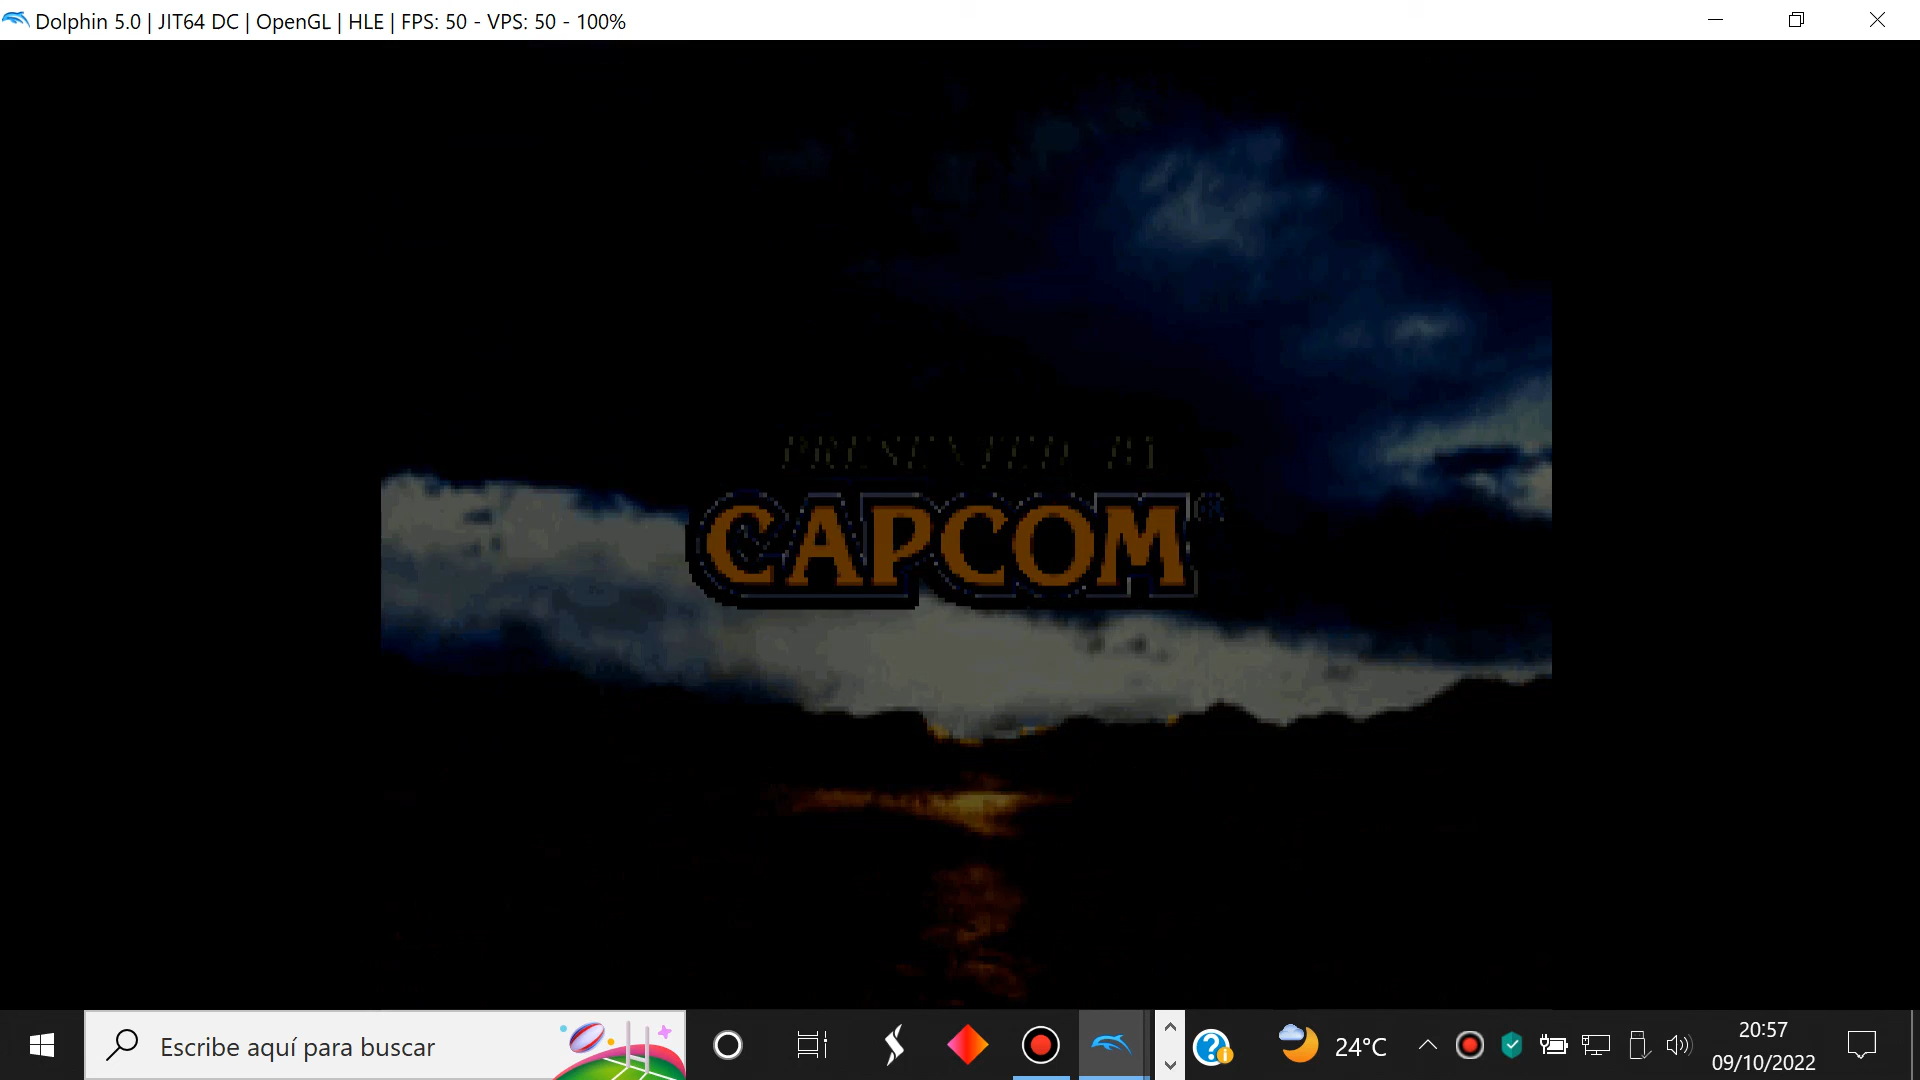 Dolphin 5.0 | JIT64 DC | OpenGL | HLE | FPS: 50 - VPS: 50 - 100%
PRESENTED BY
CAPCOM®
Escribe aquí para buscar
24°C
20:57
09/10/2022